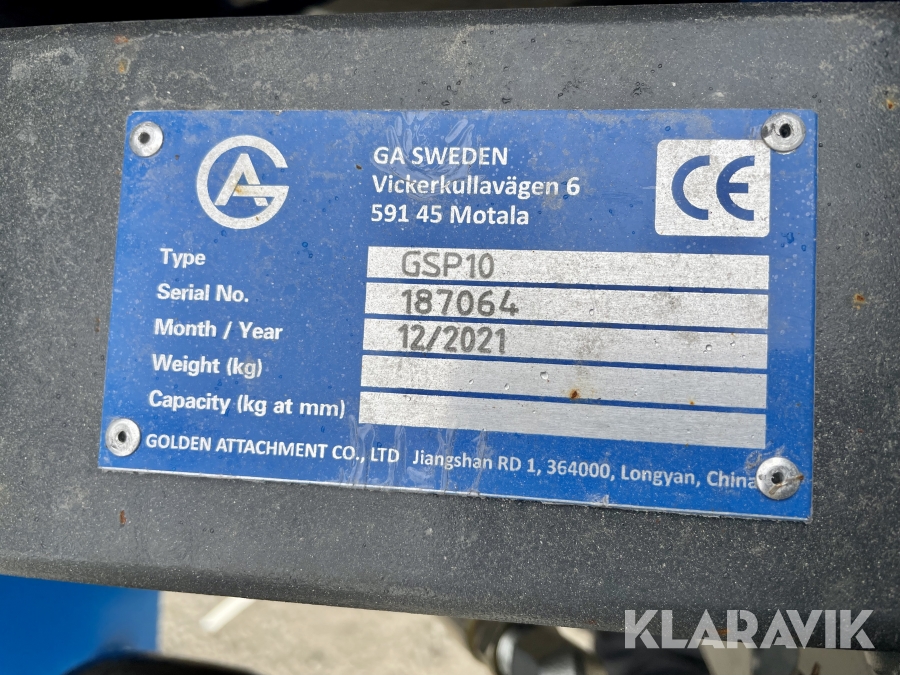 GA SWEDEN
Vickerkullavägen 6
591 45 Motala
CE
Type GSP10
Serial No. 187064
Month / Year 12/2021
Weight (kg)
Capacity (kg at mm)
GOLDEN ATTACHMENT CO., LTD Jiangshan RD 1, 364000, Longyan, China
KLARAVIK